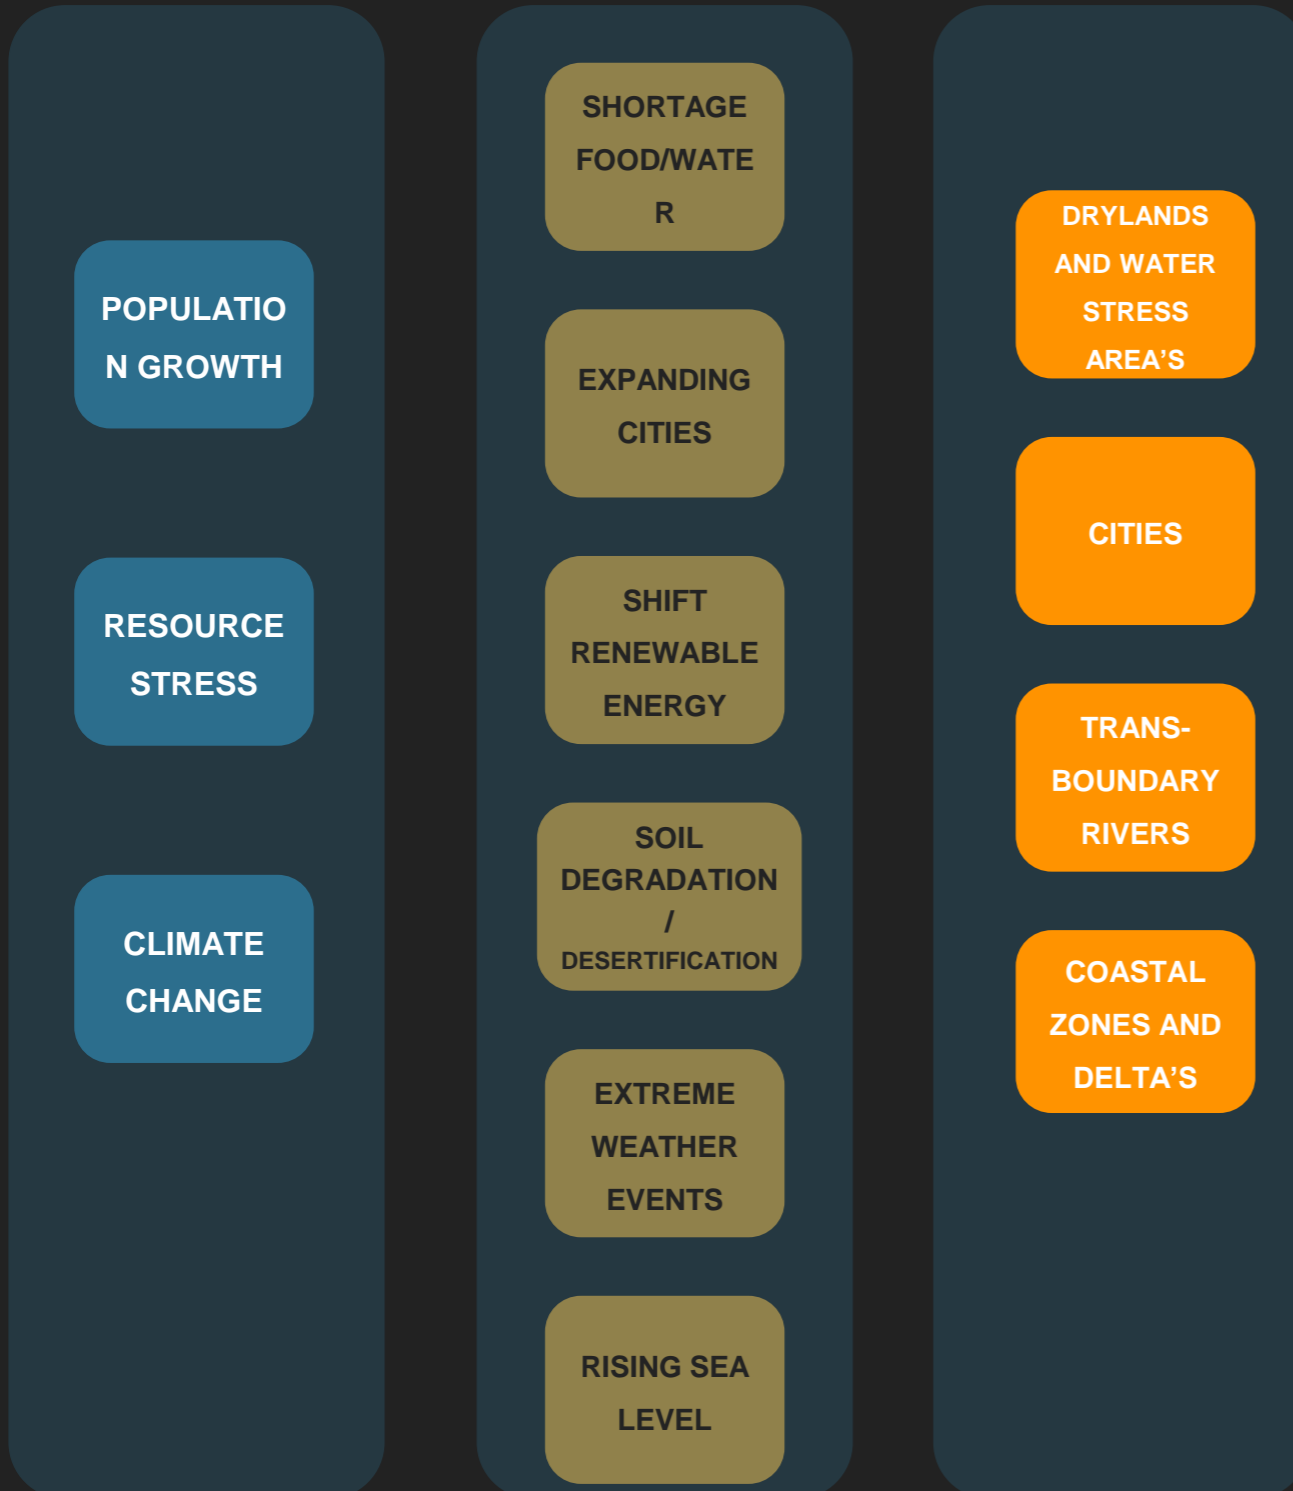 POPULATIO
N GROWTH
RESOURCE
STRESS
CLIMATE
CHANGE
SHORTAGE
FOOD/WATE
R
EXPANDING
CITIES
SHIFT
RENEWABLE
ENERGY
SOIL
DEGRADATION
/
DESERTIFICATION
EXTREME
WEATHER
EVENTS
RISING SEA
LEVEL
DRYLANDS
AND WATER
STRESS
AREA’S
CITIES
TRANS-
BOUNDARY
RIVERS
COASTAL
ZONES AND
DELTA’S